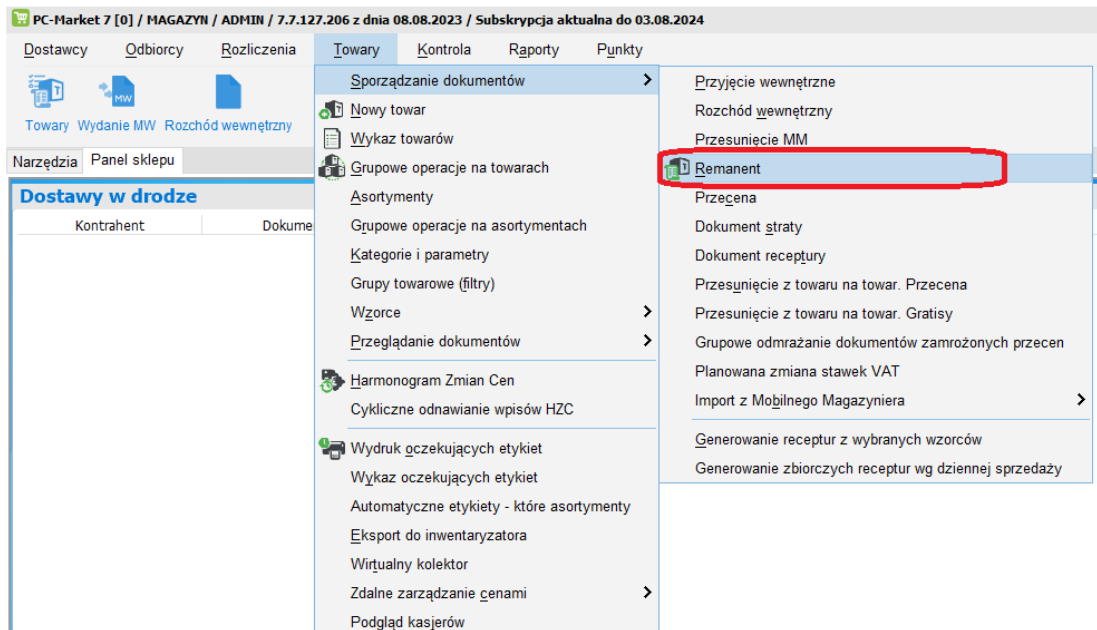 PC-Market 7 [0] / MAGAZYN / ADMIN / 7.7.127.206 z dnia 08.08.2023 / Subskrypcja aktualna do 03.08.2024
Dostawcy Odbiorcy Rozliczenia Towary Kontrola Raporty Punkty
MW
Towary Wydanie MW Rozchód wewnętrzny
Narzędzia Panel sklepu
Dostawy w drodze
Kontrahent Dokume
Sporządzanie dokumentów
Nowy towar
Wykaz towarów
Grupowe operacje na towarach
Asortymenty
Grupowe operacje na asortymentach
Kategorie i parametry
Grupy towarowe (filtry)
Wzorce
Przeglądanie dokumentów
Harmonogram Zmian Cen
Cykliczne odnawianie wpisów HZC
Wydruk oczekujących etykiet
Wykaz oczekujących etykiet
Automatyczne etykiety - które asortymenty
Eksport do inwentaryzatora
Wirtualny kolektor
Zdalne zarządzanie cenami
Podgląd kasjerów
Przyjęcie wewnętrzne
Rozchód wewnętrzny
Przesunięcie MM
Remanent
Przecena
Dokument straty
Dokument receptury
Przesunięcie z towaru na towar. Przecena
Przesunięcie z towaru na towar. Gratisy
Grupowe odmrażanie dokumentów zamrożonych przecen
Planowana zmiana stawek VAT
Import z Mobilnego Magazyniera
Generowanie receptur z wybranych wzorców
Generowanie zbiorczych receptur wg dziennej sprzedaży